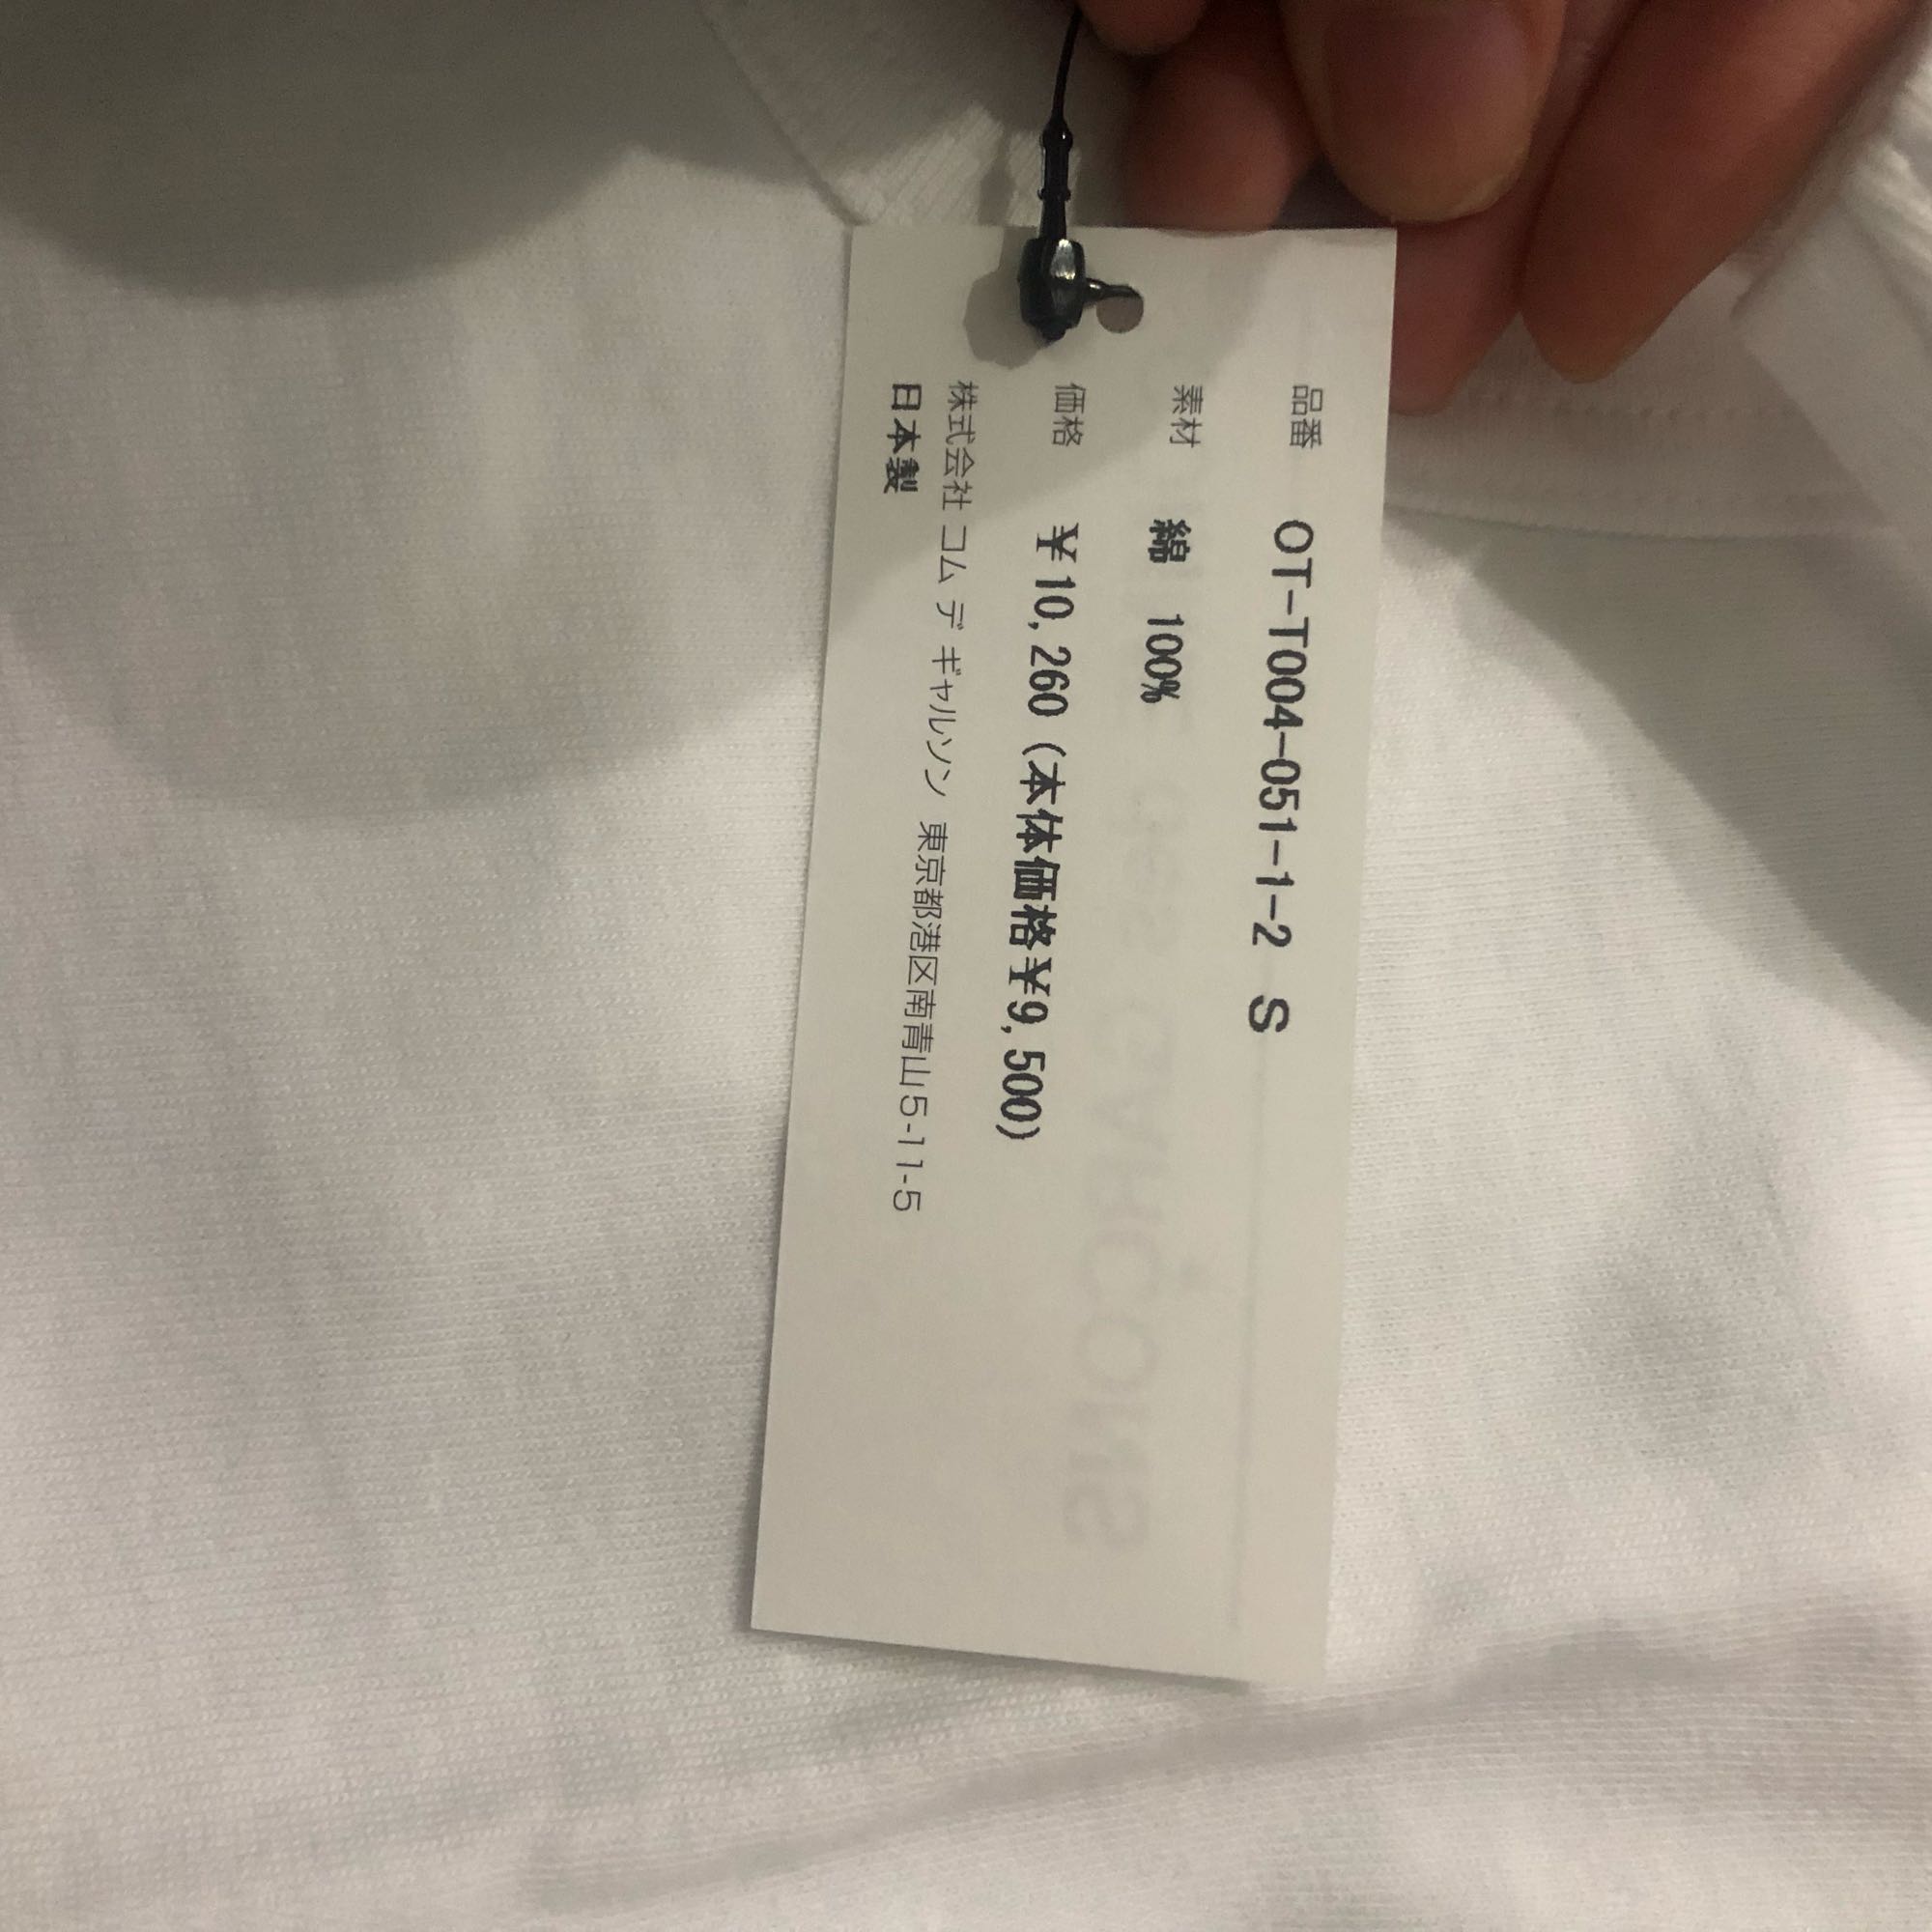 品番 OT-T004-051-1-2 S
素材 綿 100%
価格 ¥10,260 (本体価格¥9,500)
株式会社 コム デ ギャルソン 東京都港区南青山5-11-5
日本製